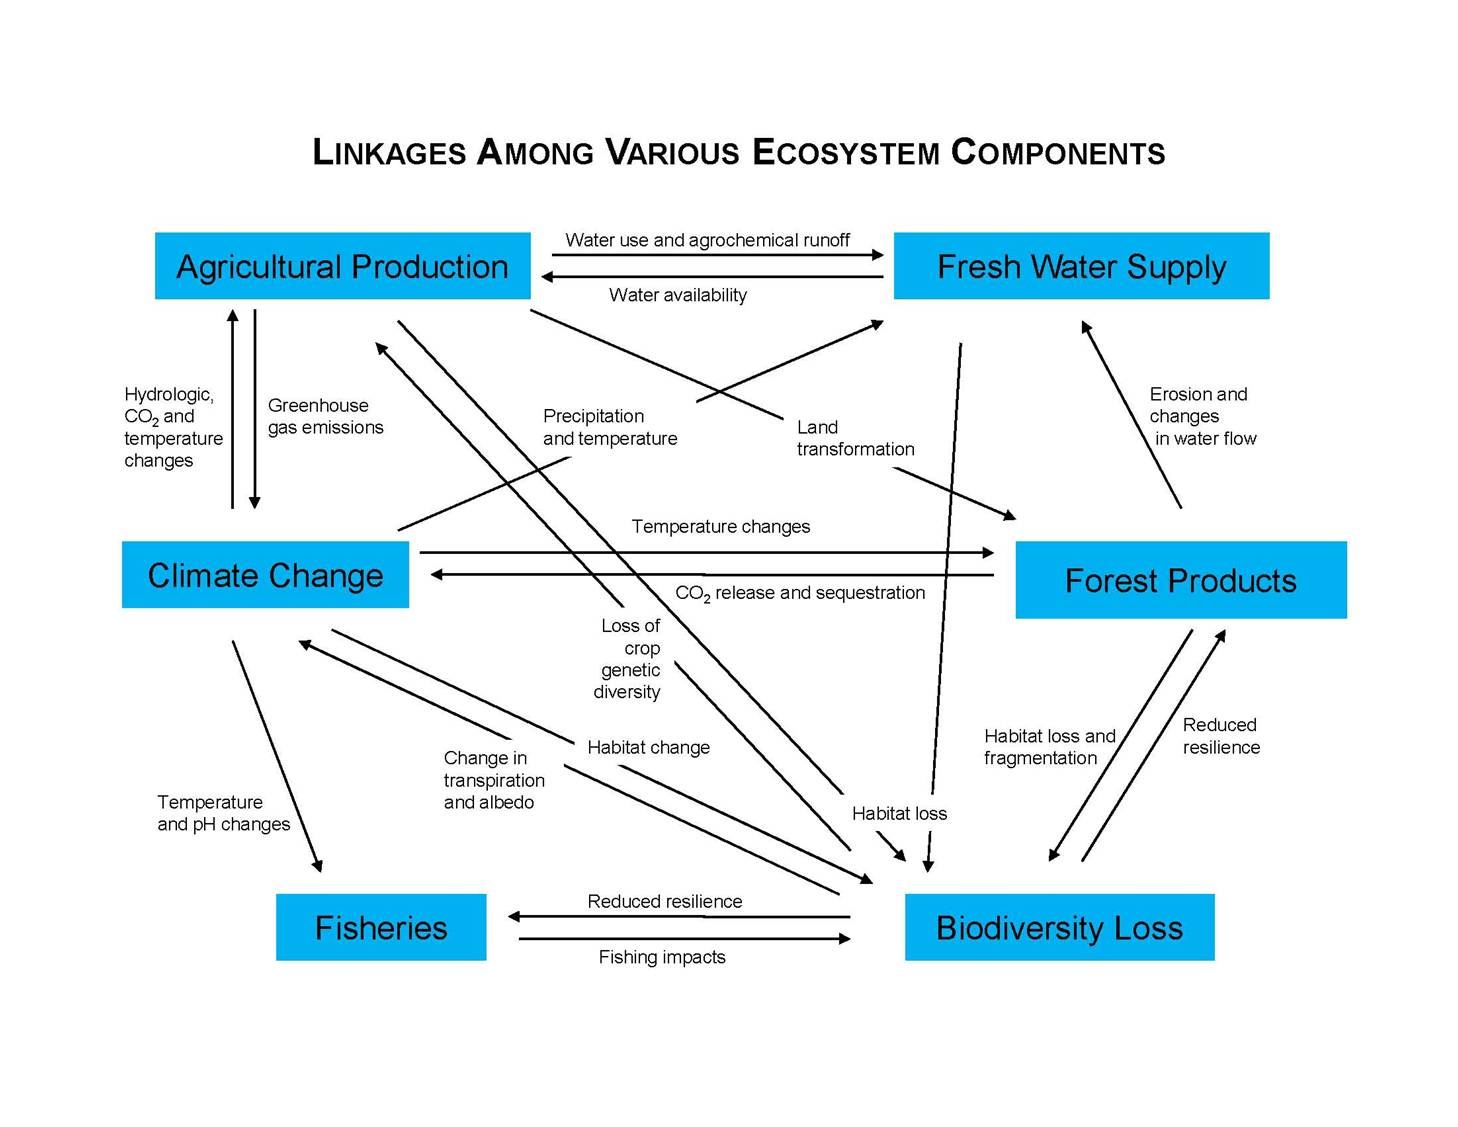 LINKAGES AMONG VARIOUS ECOSYSTEM COMPONENTS
Agricultural Production
Water use and agrochemical runoff
Water availability
Fresh Water Supply
Hydrologic,
CO2 and
temperature
changes
Greenhouse
gas emissions
Precipitation
and temperature
Land
transformation
Erosion and
changes
in water flow
Climate Change
Temperature changes
CO2 release and sequestration
Forest Products
Loss of
crop
genetic
diversity
Habitat loss and
fragmentation
Reduced
resilience
Habitat change
Change in
transpiration
and albedo
Temperature
and pH changes
Habitat loss
Fisheries
Reduced resilience
Fishing impacts
Biodiversity Loss